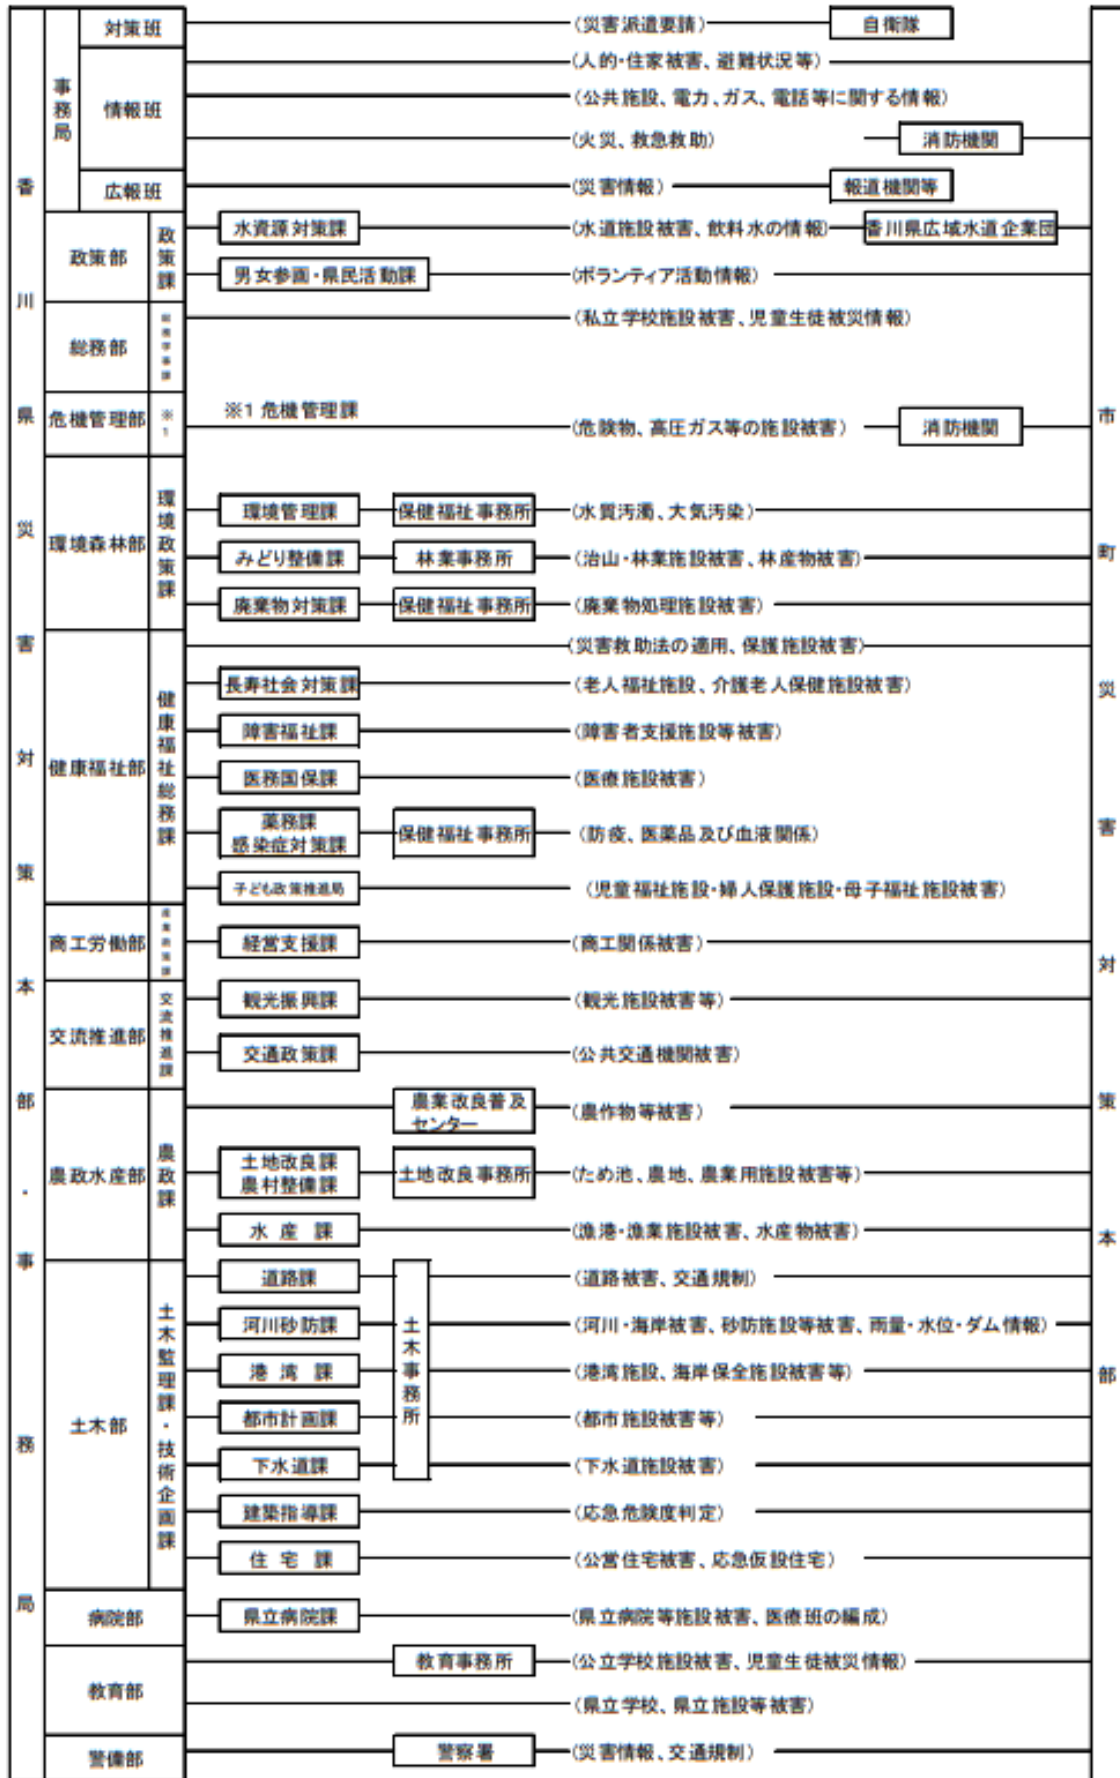 香川県災害対策本部・事務局
事務局
対策班
(災害派遣要請)
自衛隊
情報班
(人的・住家被害、避難状況等)
(公共施設、電力、ガス、電話等に関する情報)
(火災、救急救助)
消防機関
広報班
(災害情報)
報道機関等
政策部
政策課
水資源対策課
(水道施設被害、飲料水の情報)
香川県広域水道企業団
男女参画・県民活動課
(ボランティア活動情報)
総務部
総務学事課
(私立学校施設被害、児童生徒被災情報)
危機管理部
※1
※1 危機管理課
(危険物、高圧ガス等の施設被害)
消防機関
環境森林部
環境政策課
環境管理課
保健福祉事務所
(水質汚濁、大気汚染)
みどり整備課
林業事務所
(治山・林業施設被害、林産物被害)
廃棄物対策課
保健福祉事務所
(廃棄物処理施設被害)
健康福祉部
健康福祉総務課
(災害救助法の適用、保護施設被害)
長寿社会対策課
(老人福祉施設、介護老人保健施設被害)
障害福祉課
(障害者支援施設等被害)
医務国保課
(医療施設被害)
薬務課
感染症対策課
保健福祉事務所
(防疫、医薬品及び血液関係)
子ども政策推進局
(児童福祉施設・婦人保護施設・母子福祉施設被害)
商工労働部
産業政策課
経営支援課
(商工関係被害)
交流推進部
交流推進課
観光振興課
(観光施設被害等)
交通政策課
(公共交通機関被害)
農政水産部
農政課
農業改良普及
センター
(農作物等被害)
土地改良課
農村整備課
土地改良事務所
(ため池、農地、農業用施設被害等)
水産課
(漁港・漁業施設被害、水産物被害)
土木部
土木監理課・技術企画課
土木事務所
道路課
(道路被害、交通規制)
河川砂防課
(河川・海岸被害、砂防施設等被害、雨量・水位・ダム情報)
港湾課
(港湾施設、海岸保全施設被害等)
都市計画課
(都市施設被害等)
下水道課
(下水道施設被害)
建築指導課
(応急危険度判定)
住宅課
(公営住宅被害、応急仮設住宅)
病院部
県立病院課
(県立病院等施設被害、医療班の編成)
教育部
教育事務所
(公立学校施設被害、児童生徒被災情報)
(県立学校、県立施設等被害)
警備部
警察署
(災害情報、交通規制)
市町災害対策本部